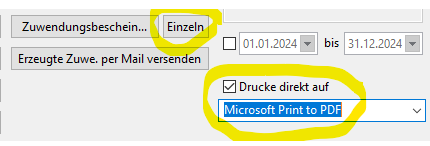 Zuwendungsbeschein... Einzeln
01.01.2024 bis 31.12.2024
Erzeugte Zuwe. per Mail versenden
Drucke direkt auf
Microsoft Print to PDF